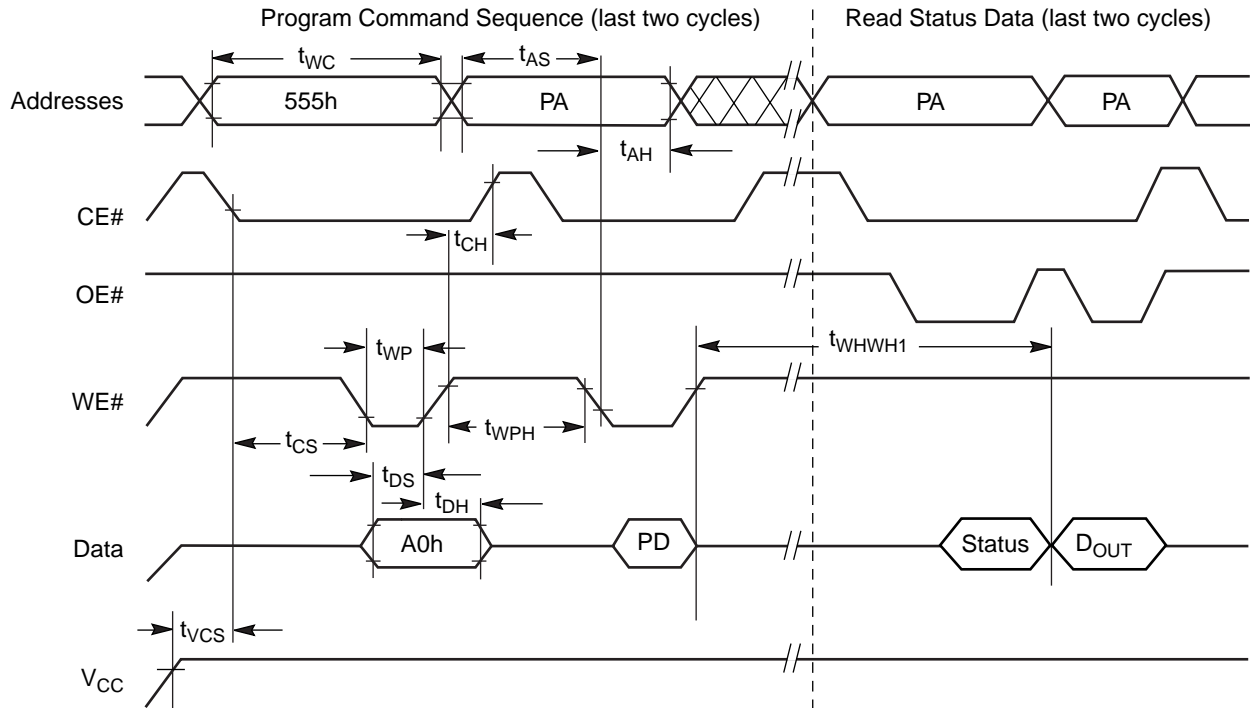 Program Command Sequence (last two cycles)
Read Status Data (last two cycles)
tWC
tAS
Addresses
555h
PA
PA
PA
tAH
CE#
tCH
OE#
tWP
tWHWH1
WE#
tCS
tWPH
tDS
tDH
Data
A0h
PD
Status
DOUT
tVCS
VCC